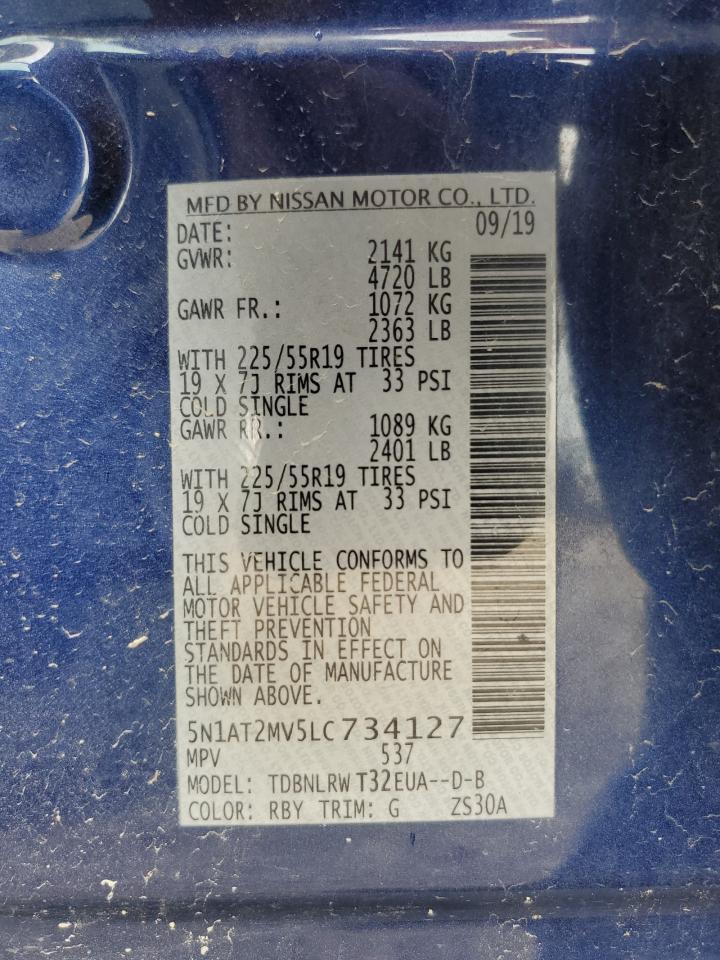 MFD BY NISSAN MOTOR CO., LTD.
DATE: 09/19
GVWR: 2141 KG
4720 LB
GAWR FR.: 1072 KG
2363 LB
WITH 225/55R19 TIRES
19 X 7J RIMS AT 33 PSI
COLD SINGLE
GAWR RR.: 1089 KG
2401 LB
WITH 225/55R19 TIRES
19 X 7J RIMS AT 33 PSI
COLD SINGLE
THIS VEHICLE CONFORMS TO
ALL APPLICABLE FEDERAL
MOTOR VEHICLE SAFETY AND
THEFT PREVENTION
STANDARDS IN EFFECT ON
THE DATE OF MANUFACTURE
SHOWN ABOVE.
5N1AT2MV5LC734127
MPV 537
MODEL: TDBNLRWT32EUA--D-B
COLOR: RBY TRIM: G ZS30A